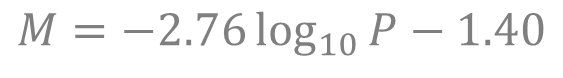 M = −2.76 log₁₀ P − 1.40